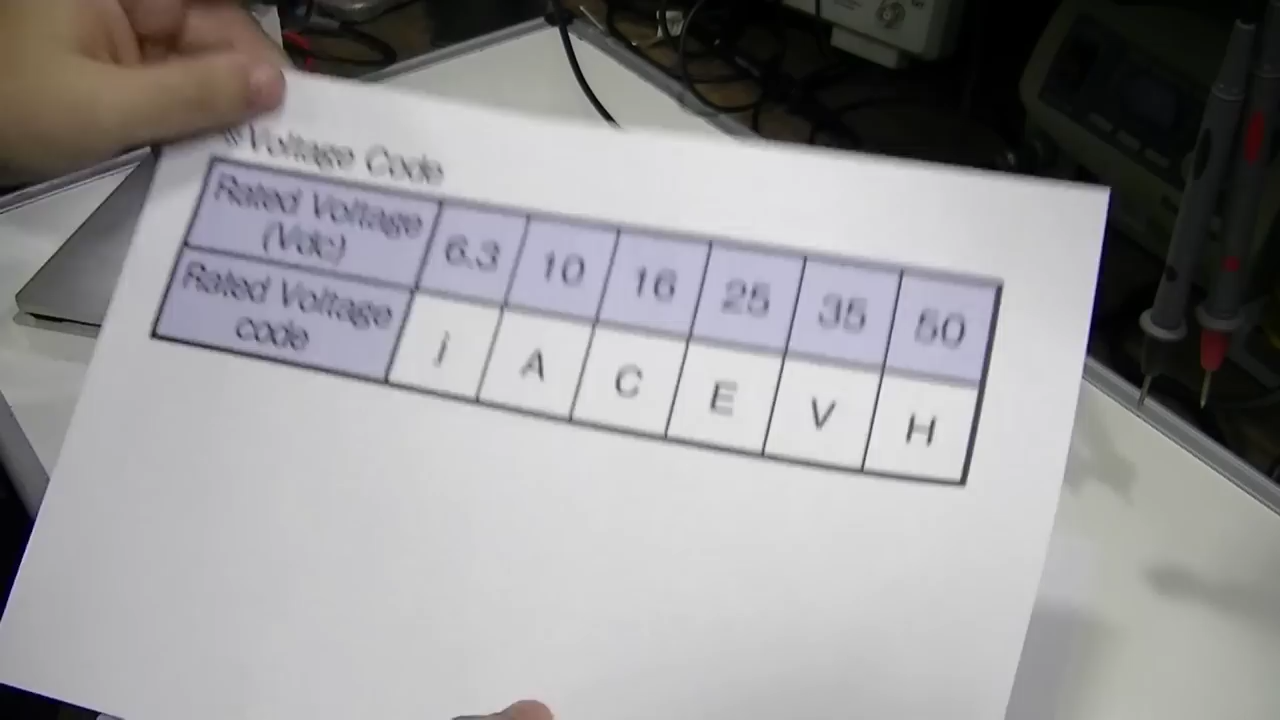 Voltage Code
Rated Voltage (Vdc) 6.3 10 16 25 35 50
Rated Voltage code j A C E V H